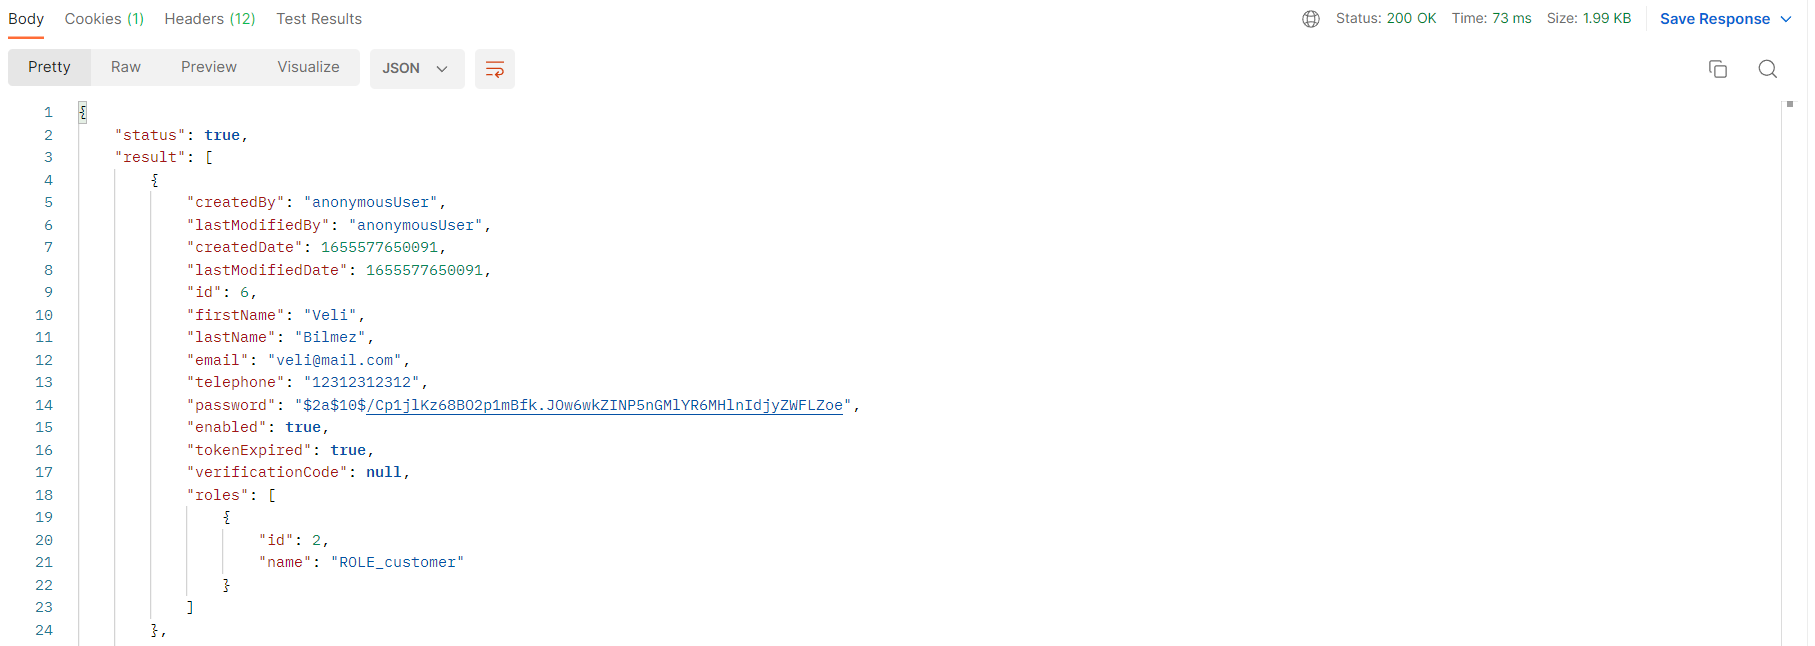 Body Cookies (1) Headers (12) Test Results Status: 200 OK Time: 73 ms Size: 1.99 KB Save Response
Pretty Raw Preview Visualize JSON
1 {
2 "status": true,
3 "result": [
4 {
5 "createdBy": "anonymousUser",
6 "lastModifiedBy": "anonymousUser",
7 "createdDate": 1655577650091,
8 "lastModifiedDate": 1655577650091,
9 "id": 6,
10 "firstName": "Veli",
11 "lastName": "Bilmez",
12 "email": "veli@mail.com",
13 "telephone": "12312312312",
14 "password": "$2a$10$/Cp1jlKz68BO2p1mBfk.JOw6wkZINP5nGMlYR6MHlnIdjyZWFLZoe",
15 "enabled": true,
16 "tokenExpired": true,
17 "verificationCode": null,
18 "roles": [
19 {
20 "id": 2,
21 "name": "ROLE_customer"
22 }
23 ]
24 },